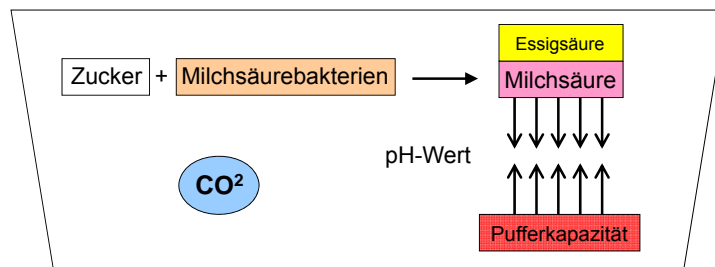 Essigsäure
Zucker + Milchsäurebakterien
Milchsäure
pH-Wert
CO²
Pufferkapazität